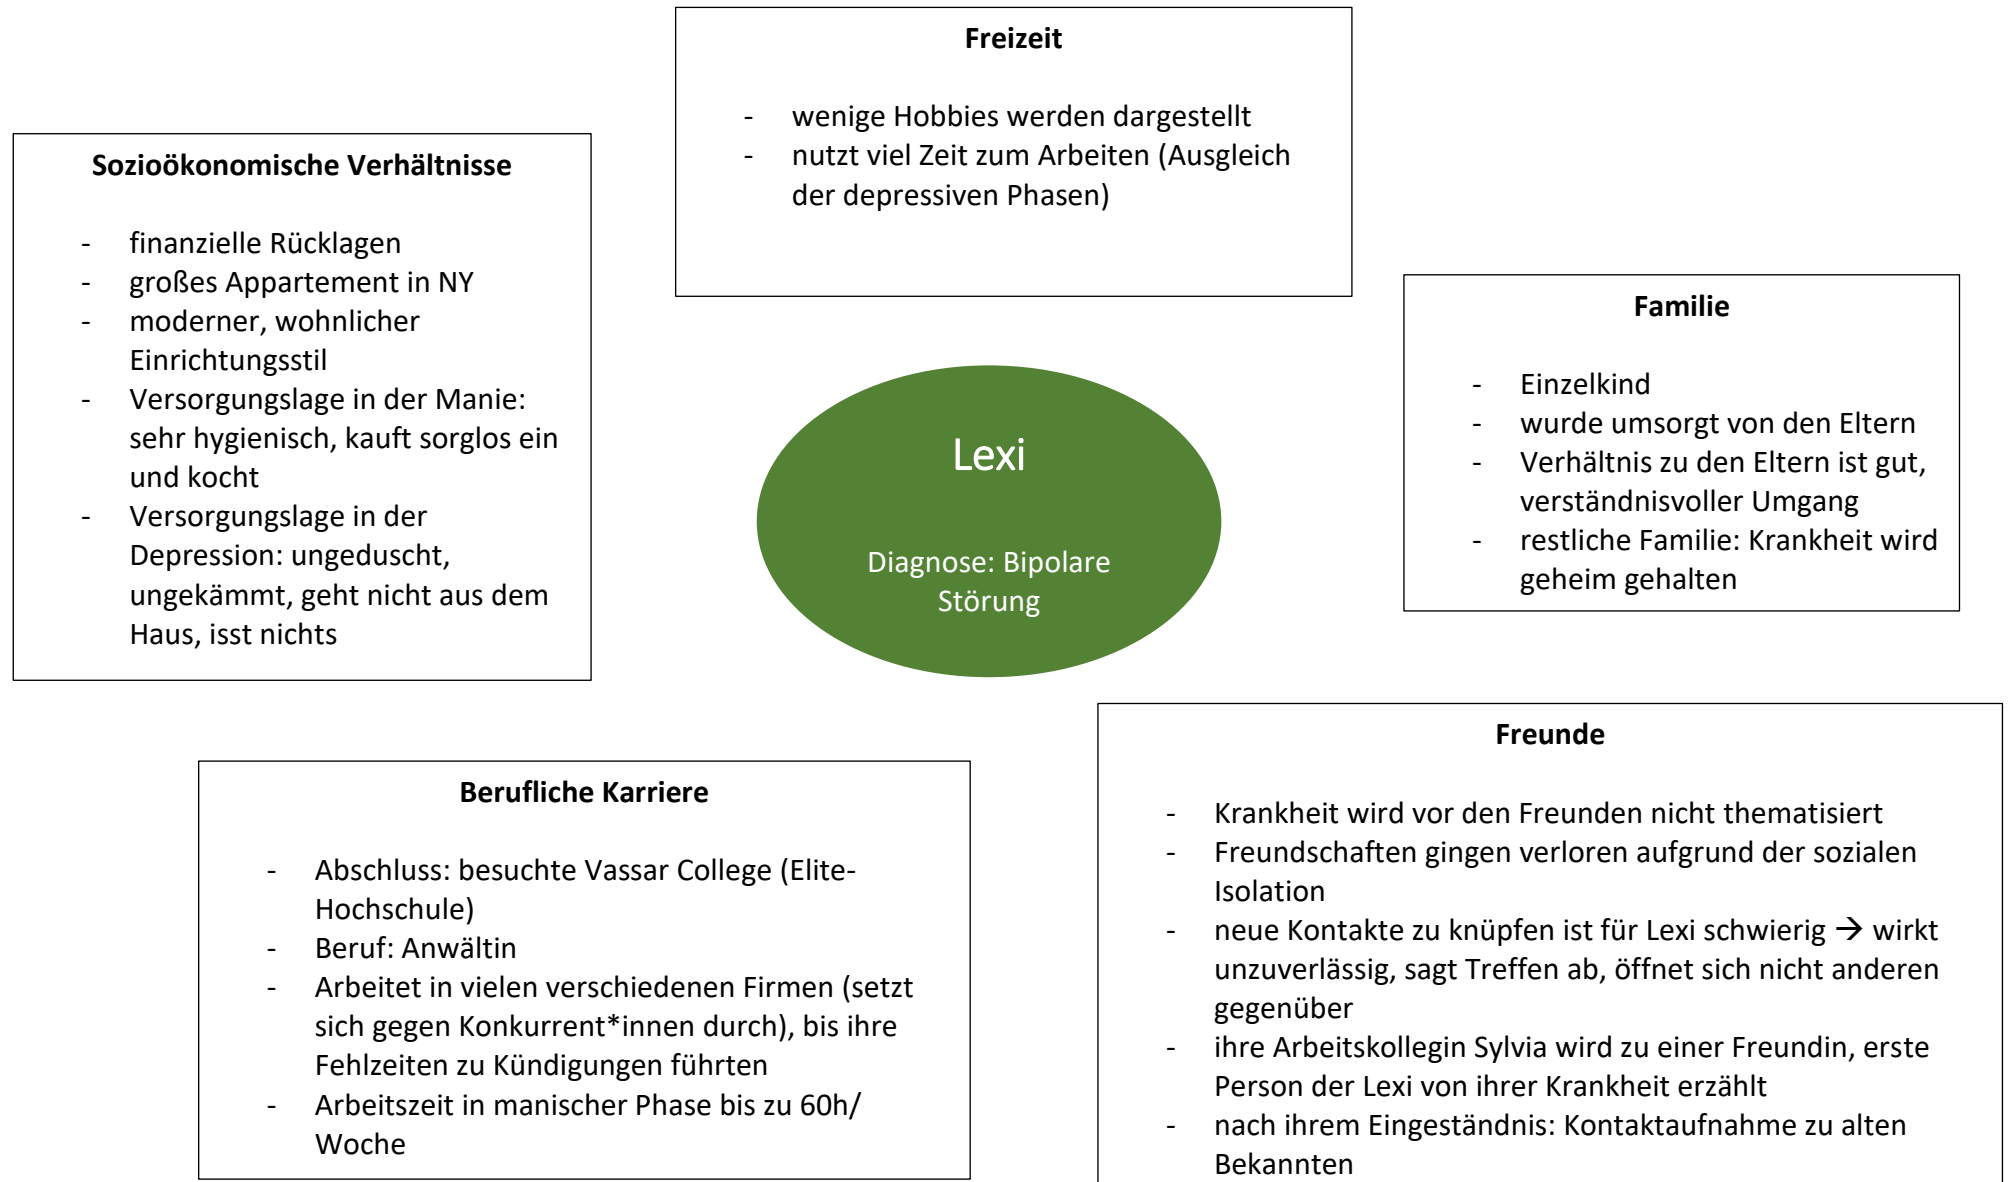 Freizeit
- wenige Hobbies werden dargestellt
- nutzt viel Zeit zum Arbeiten (Ausgleich
der depressiven Phasen)
Sozioökonomische Verhältnisse
- finanzielle Rücklagen
- großes Appartement in NY
- moderner, wohnlicher
Einrichtungsstil
- Versorgungslage in der Manie:
sehr hygienisch, kauft sorglos ein
und kocht
- Versorgungslage in der
Depression: ungeduscht,
ungekämmt, geht nicht aus dem
Haus, isst nichts
Familie
- Einzelkind
- wurde umsorgt von den Eltern
- Verhältnis zu den Eltern ist gut,
verständnisvoller Umgang
- restliche Familie: Krankheit wird
geheim gehalten
Lexi
Diagnose: Bipolare
Störung
Berufliche Karriere
- Abschluss: besuchte Vassar College (Elite-
Hochschule)
- Beruf: Anwältin
- Arbeitet in vielen verschiedenen Firmen (setzt
sich gegen Konkurrent*innen durch), bis ihre
Fehlzeiten zu Kündigungen führten
- Arbeitszeit in manischer Phase bis zu 60h/
Woche
Freunde
- Krankheit wird vor den Freunden nicht thematisiert
- Freundschaften gingen verloren aufgrund der sozialen
Isolation
- neue Kontakte zu knüpfen ist für Lexi schwierig → wirkt
unzuverlässig, sagt Treffen ab, öffnet sich nicht anderen
gegenüber
- ihre Arbeitskollegin Sylvia wird zu einer Freundin, erste
Person der Lexi von ihrer Krankheit erzählt
- nach ihrem Eingeständnis: Kontaktaufnahme zu alten
Bekannten